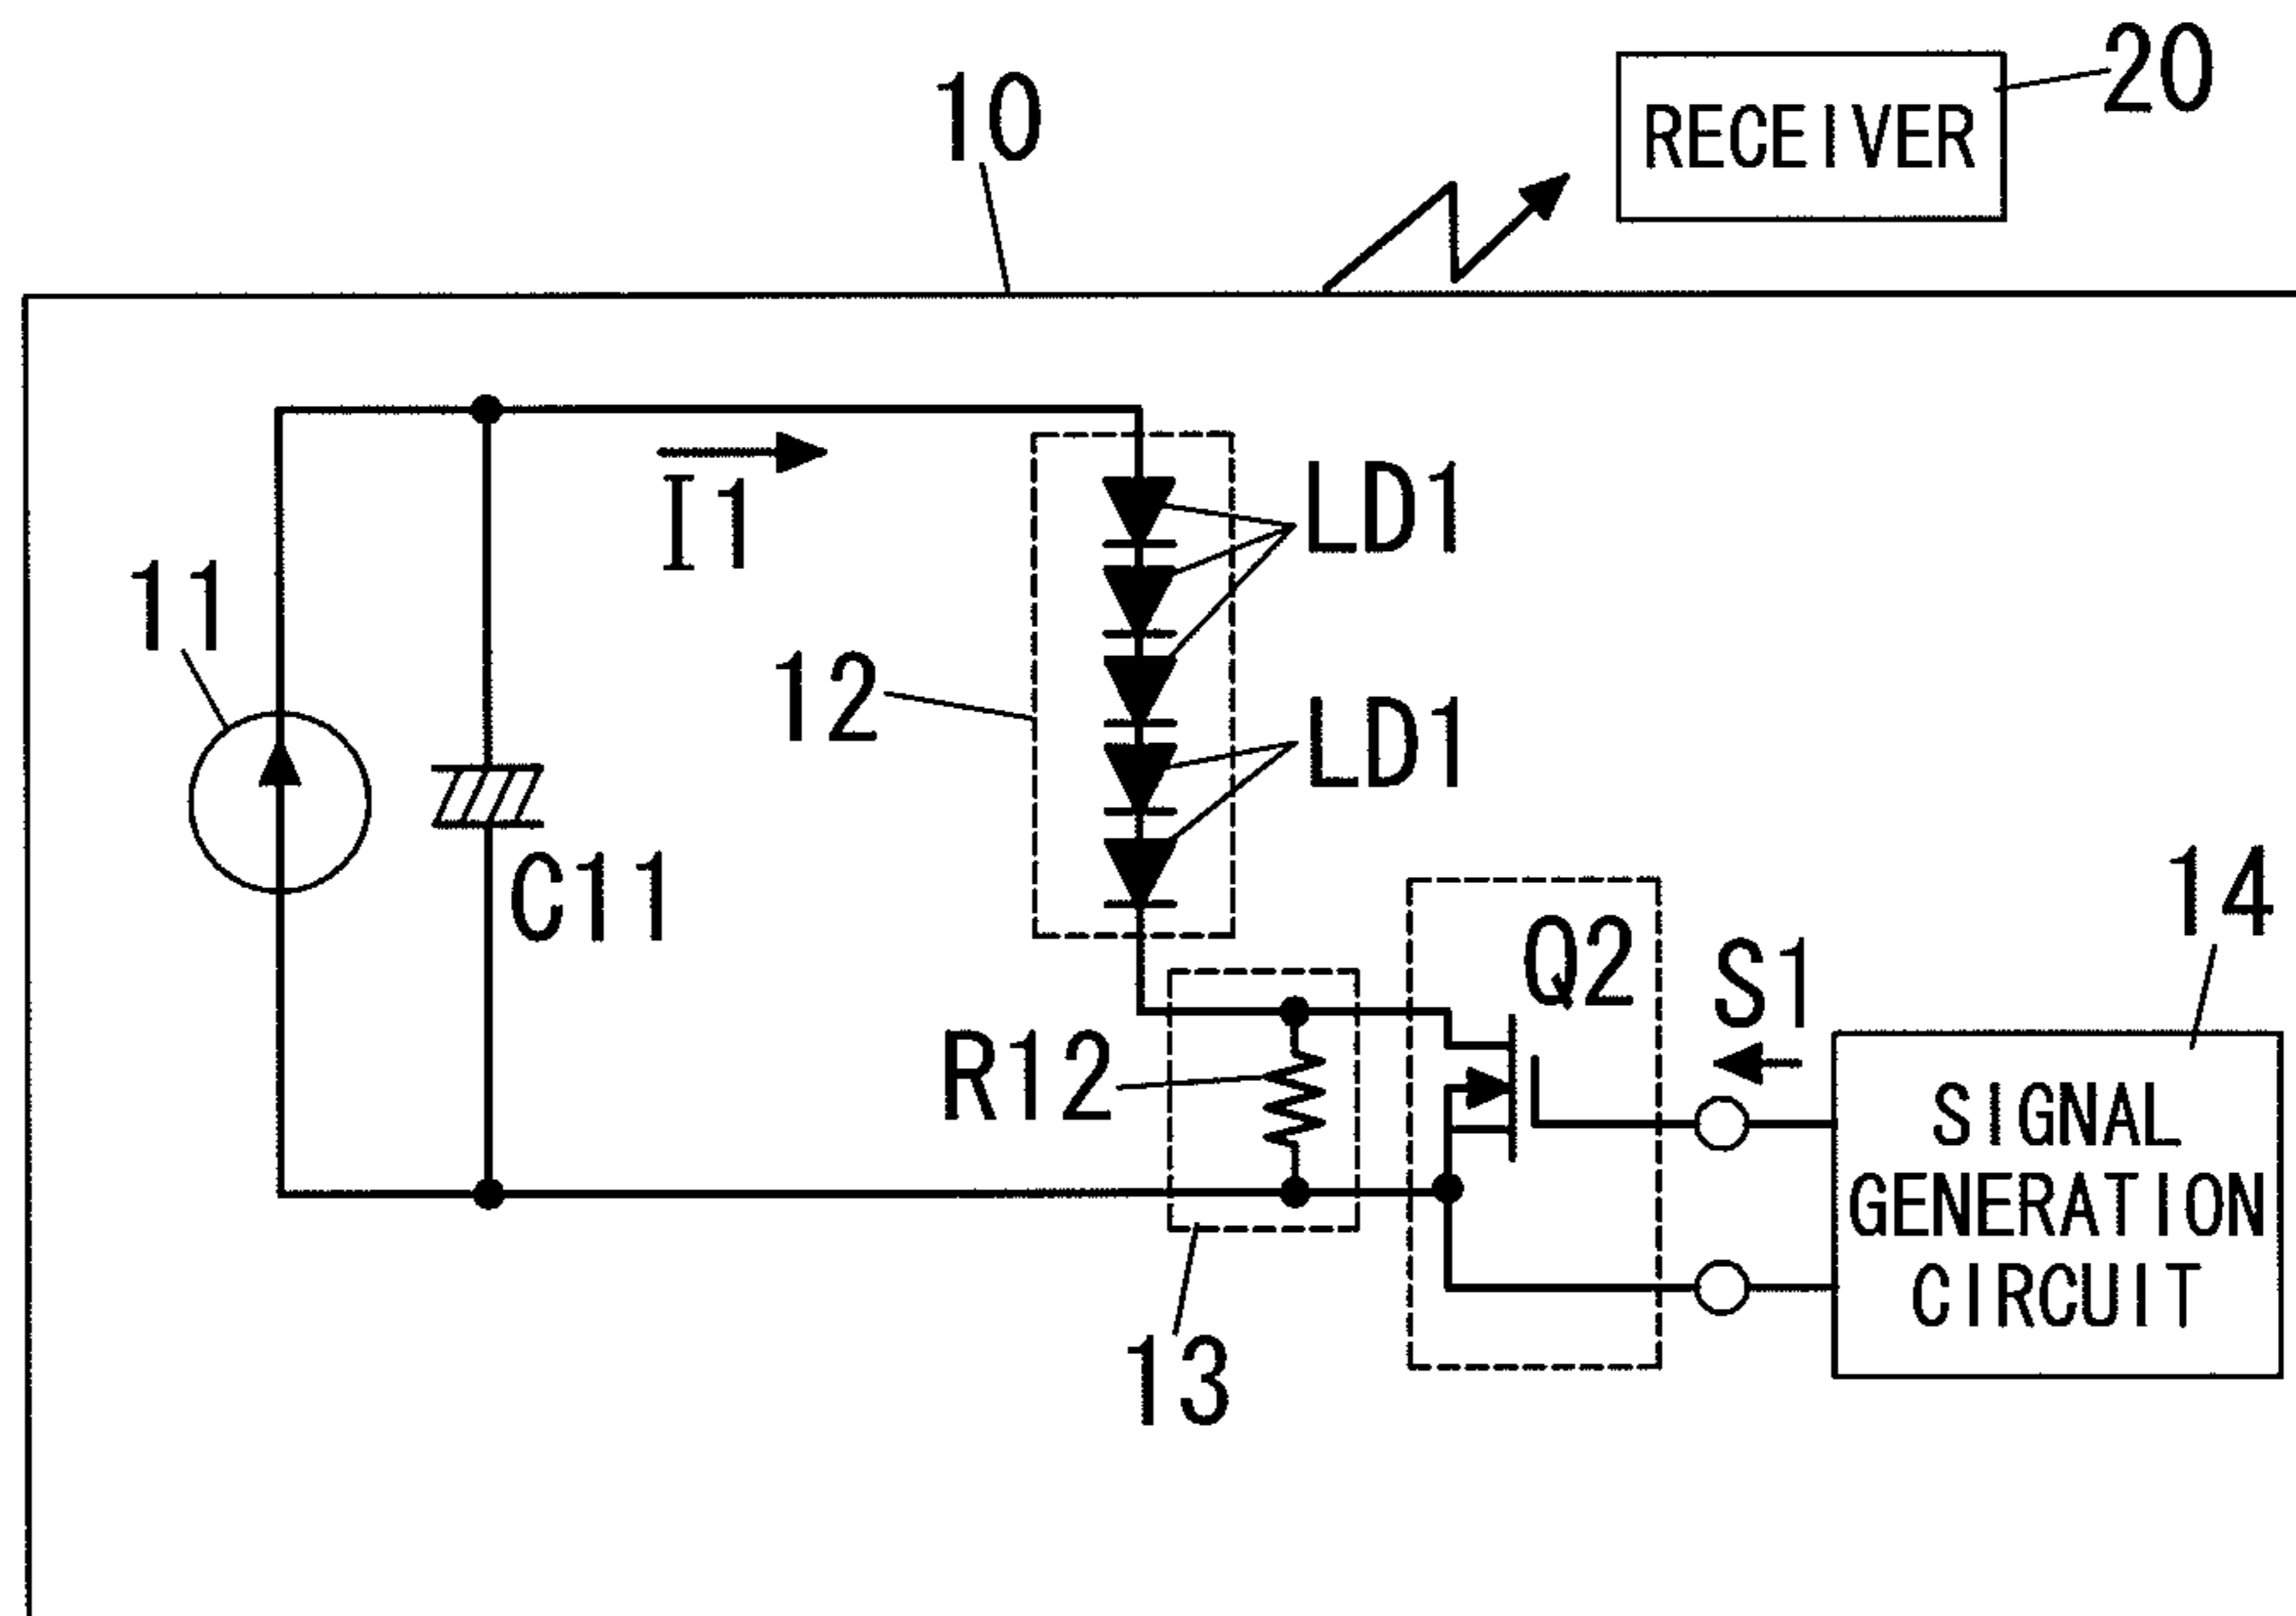 20
RECEIVER
10
I1
LD1
11
12
LD1
C11
14
Q2
S1
R12
SIGNAL
GENERATION
CIRCUIT
13